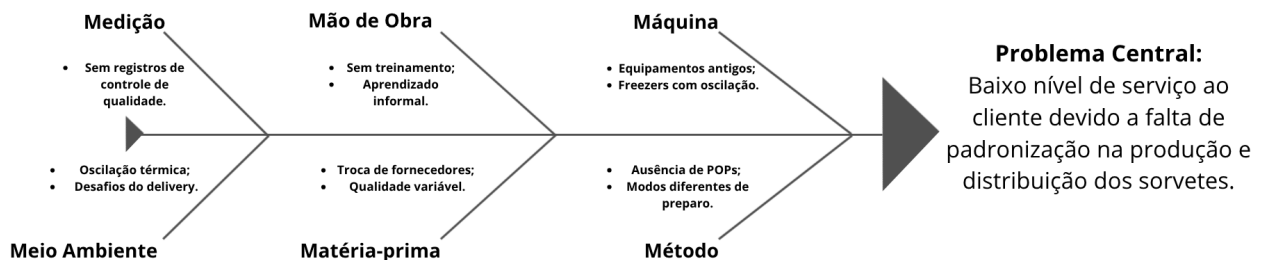 Medição
• Sem registros de
controle de
qualidade.
Mão de Obra
• Sem treinamento;
• Aprendizado
informal.
Máquina
• Equipamentos antigos;
• Freezers com oscilação.
Problema Central:
Baixo nível de serviço ao
cliente devido a falta de
padronização na produção e
distribuição dos sorvetes.
• Oscilação térmica;
• Desafios do delivery.
Meio Ambiente
• Troca de fornecedores;
• Qualidade variável.
Matéria-prima
• Ausência de POPs;
• Modos diferentes de
preparo.
Método